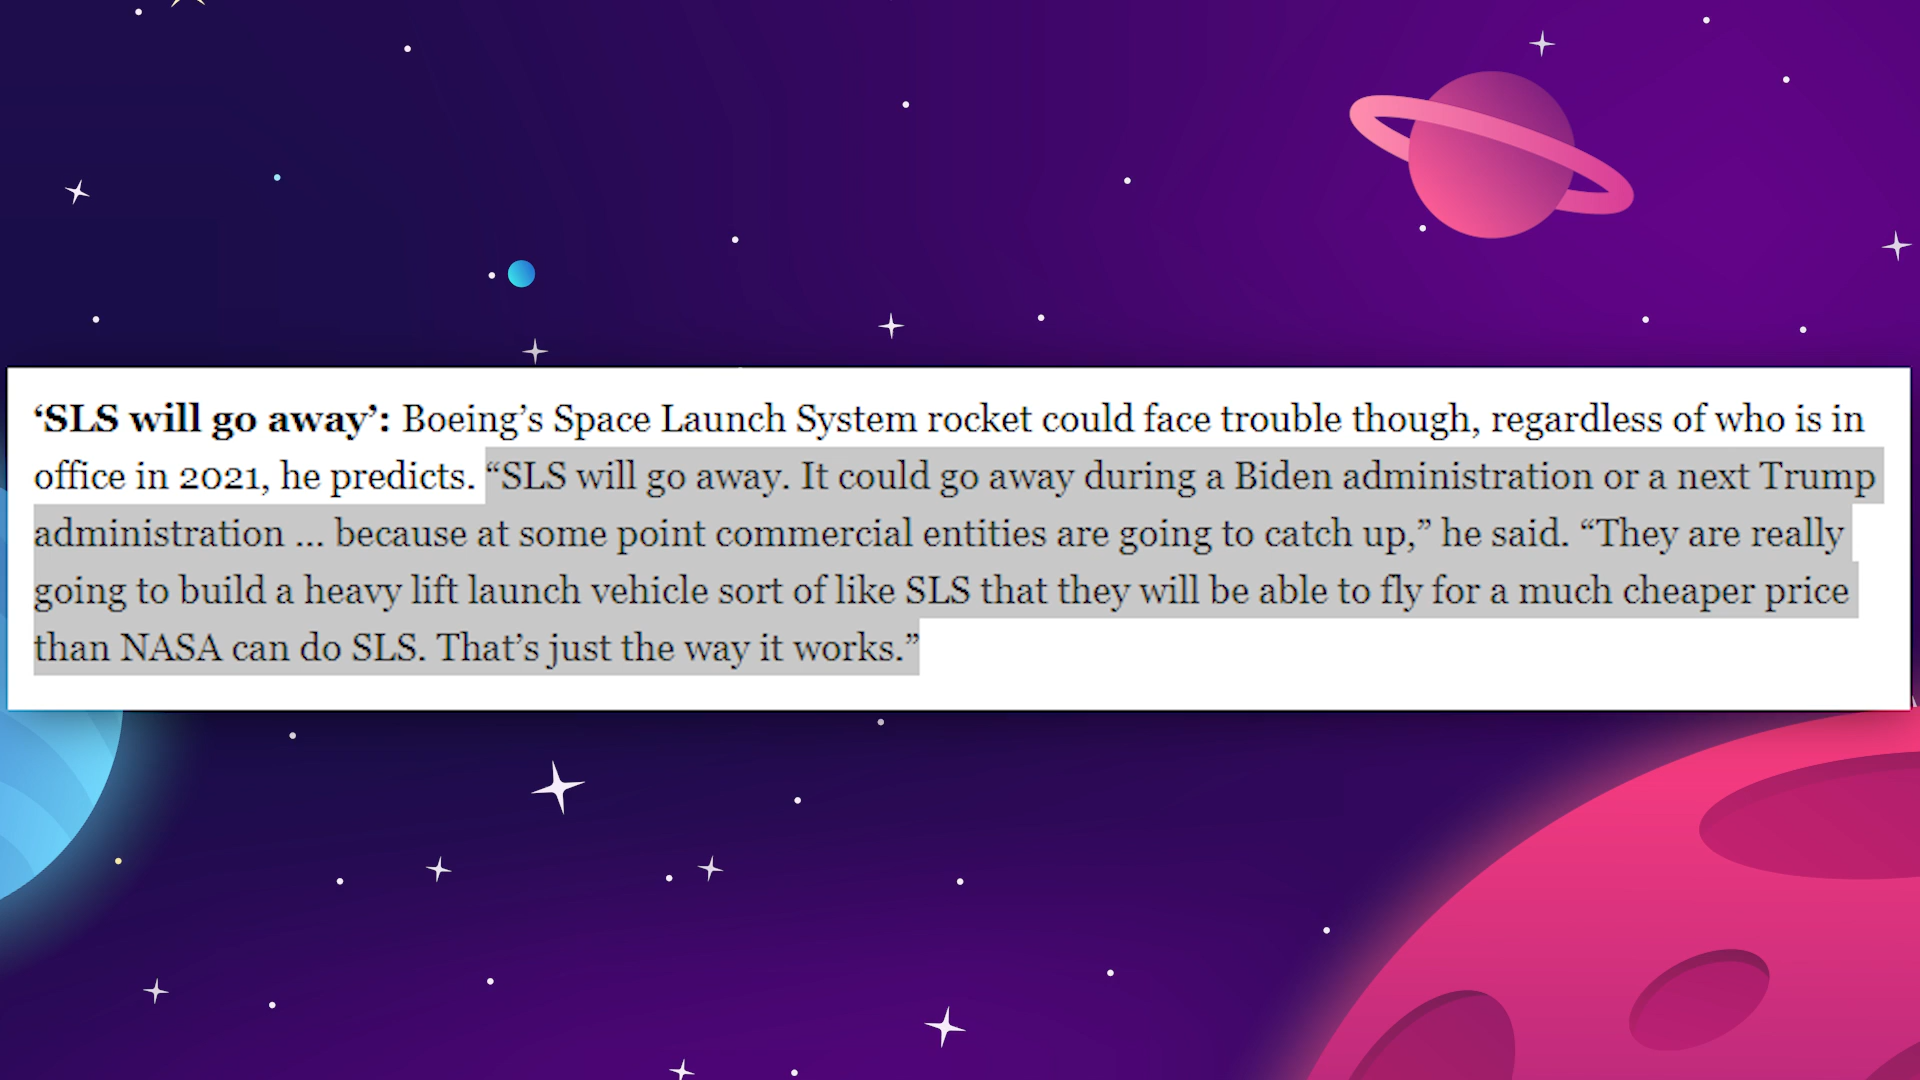 ‘SLS will go away’: Boeing’s Space Launch System rocket could face trouble though, regardless of who is in
office in 2021, he predicts. “SLS will go away. It could go away during a Biden administration or a next Trump
administration ... because at some point commercial entities are going to catch up,” he said. “They are really
going to build a heavy lift launch vehicle sort of like SLS that they will be able to fly for a much cheaper price
than NASA can do SLS. That’s just the way it works.”